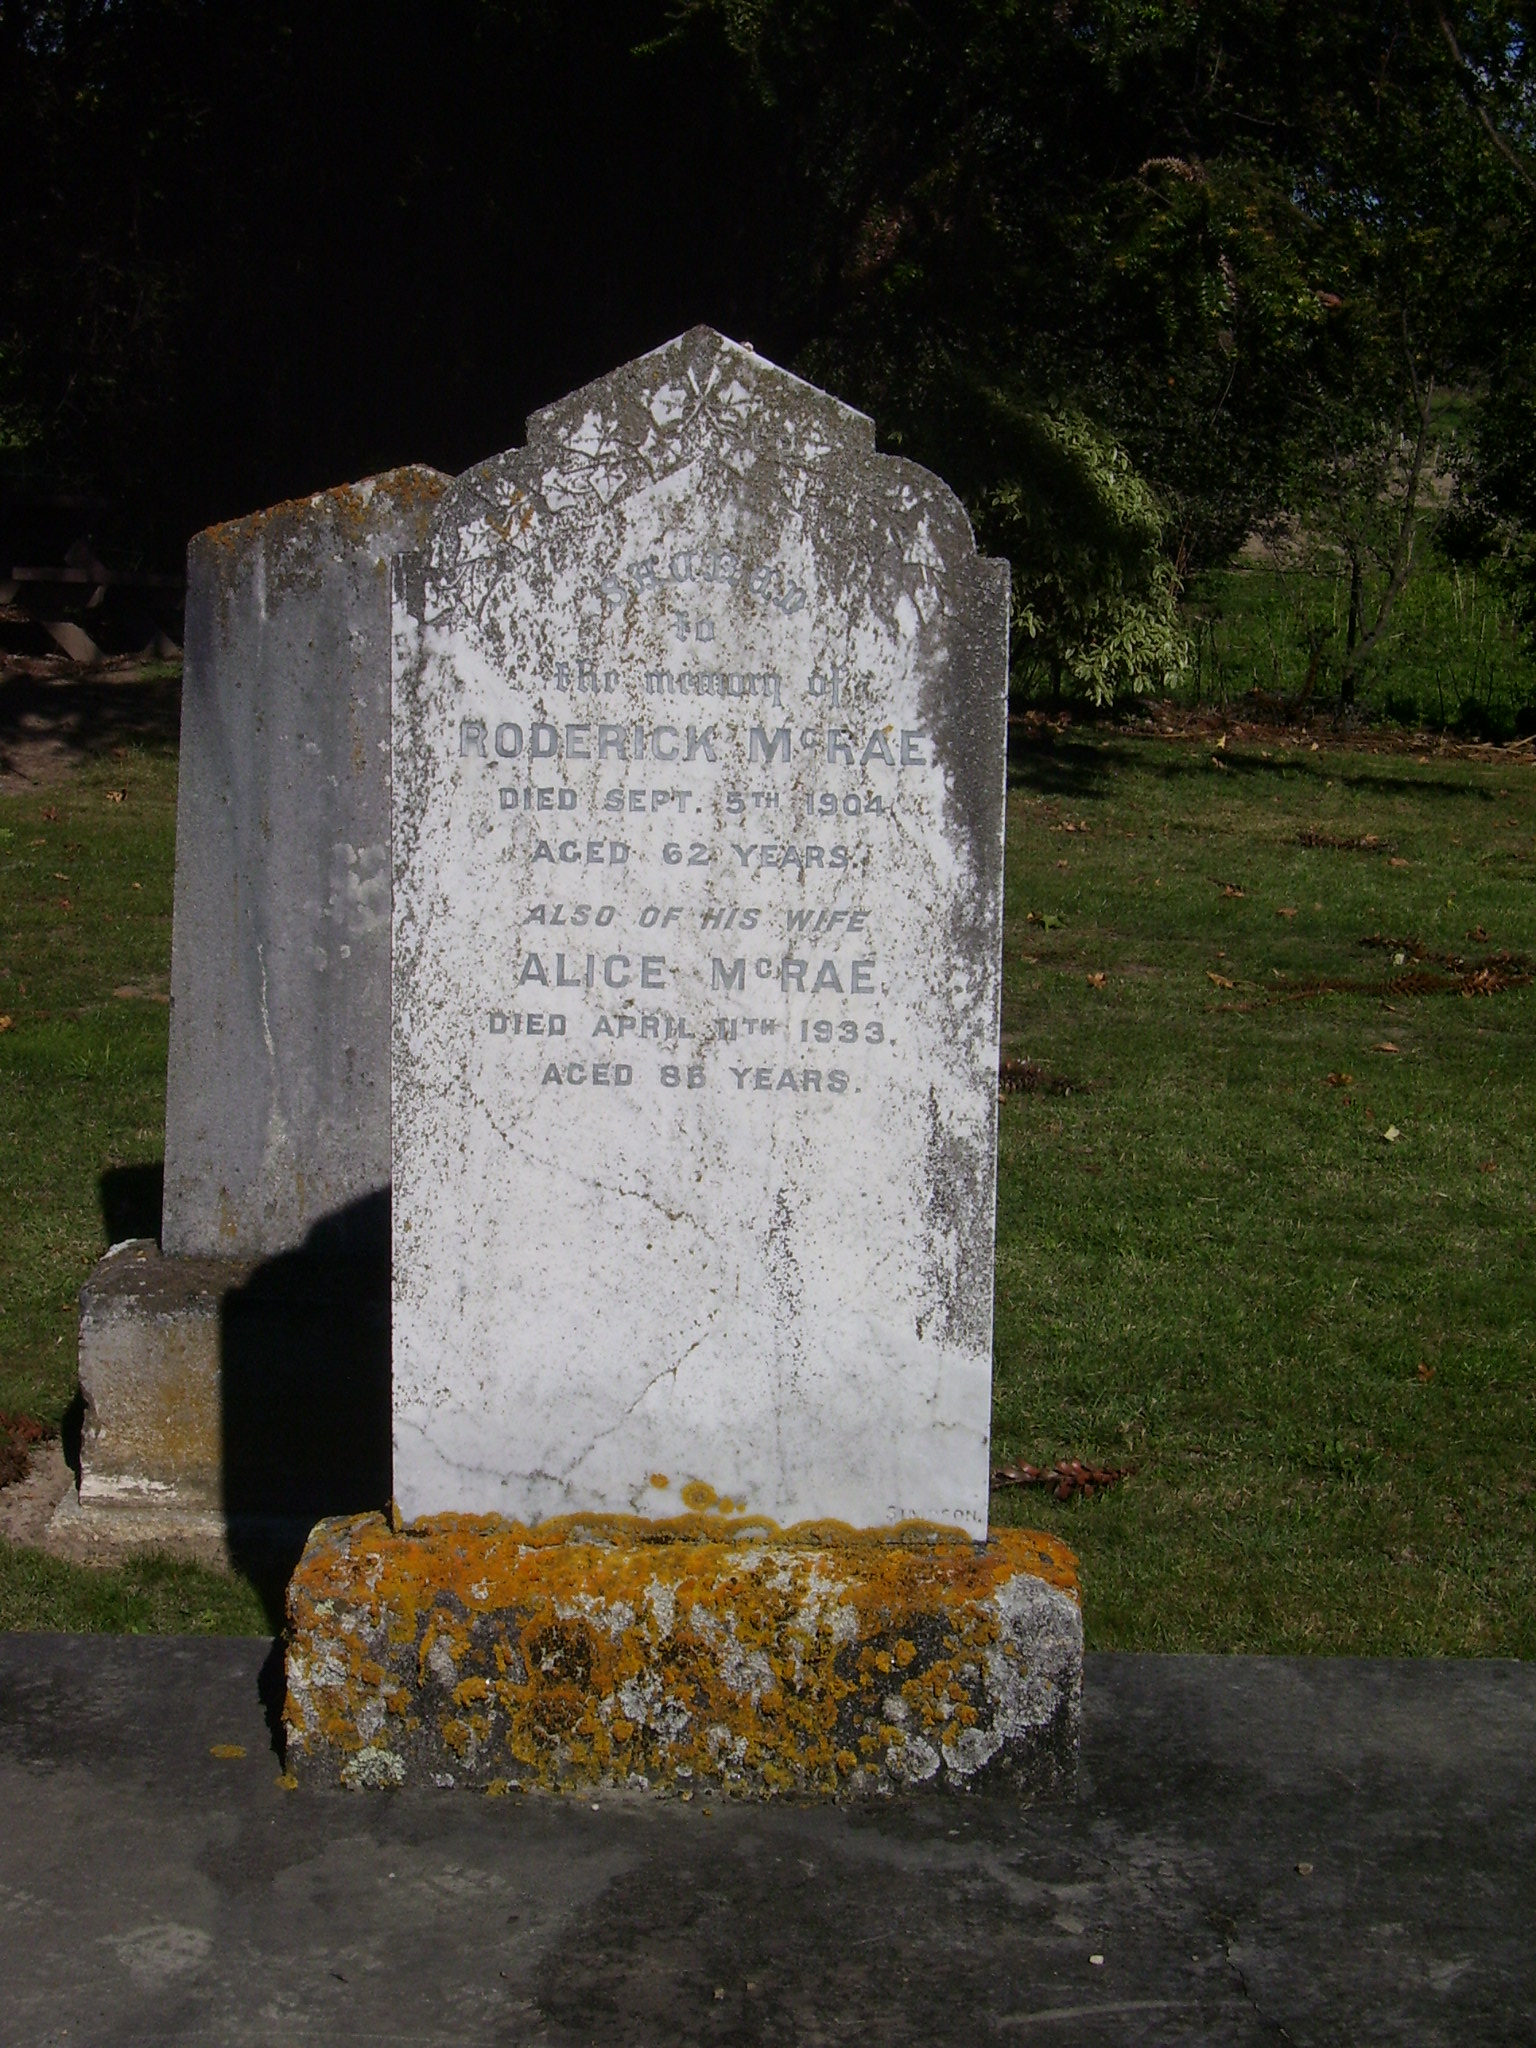 SACRED
to
the memory of
RODERICK McRAE
DIED SEPT. 5TH 1904
AGED 62 YEARS.
ALSO OF HIS WIFE
ALICE McRAE.
DIED APRIL 11TH 1933.
AGED YEARS.